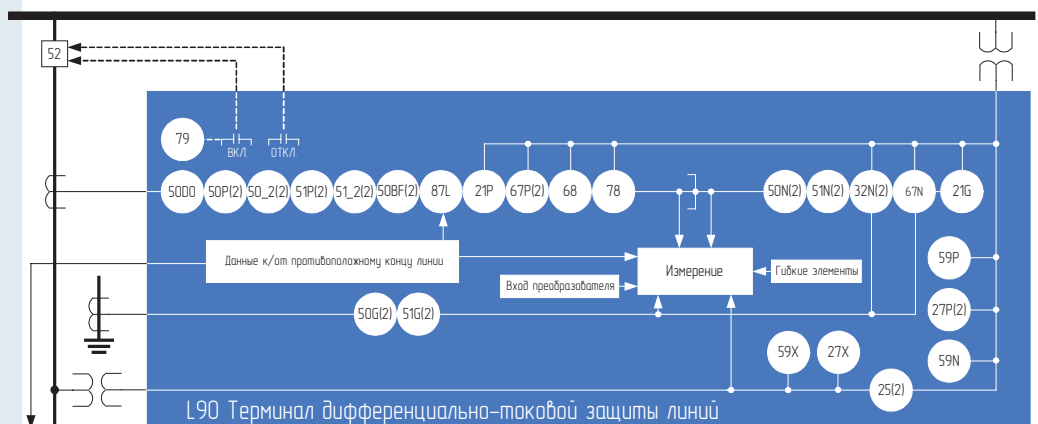 52
79
ВКЛ.
ОТКЛ.
50DD
50P(2)
50_2(2)
51P(2)
51_2(2)
50BF(2)
87L
21P
67P(2)
68
78
50N(2)
51N(2)
32N(2)
67N
21G
Данные к/от противоположному концу линии
Измерение
Гибкие элементы
Вход преобразователя
59P
50G(2)
51G(2)
27P(2)
59X
27X
59N
25(2)
L90 Терминал дифференциально-токовой защиты линий